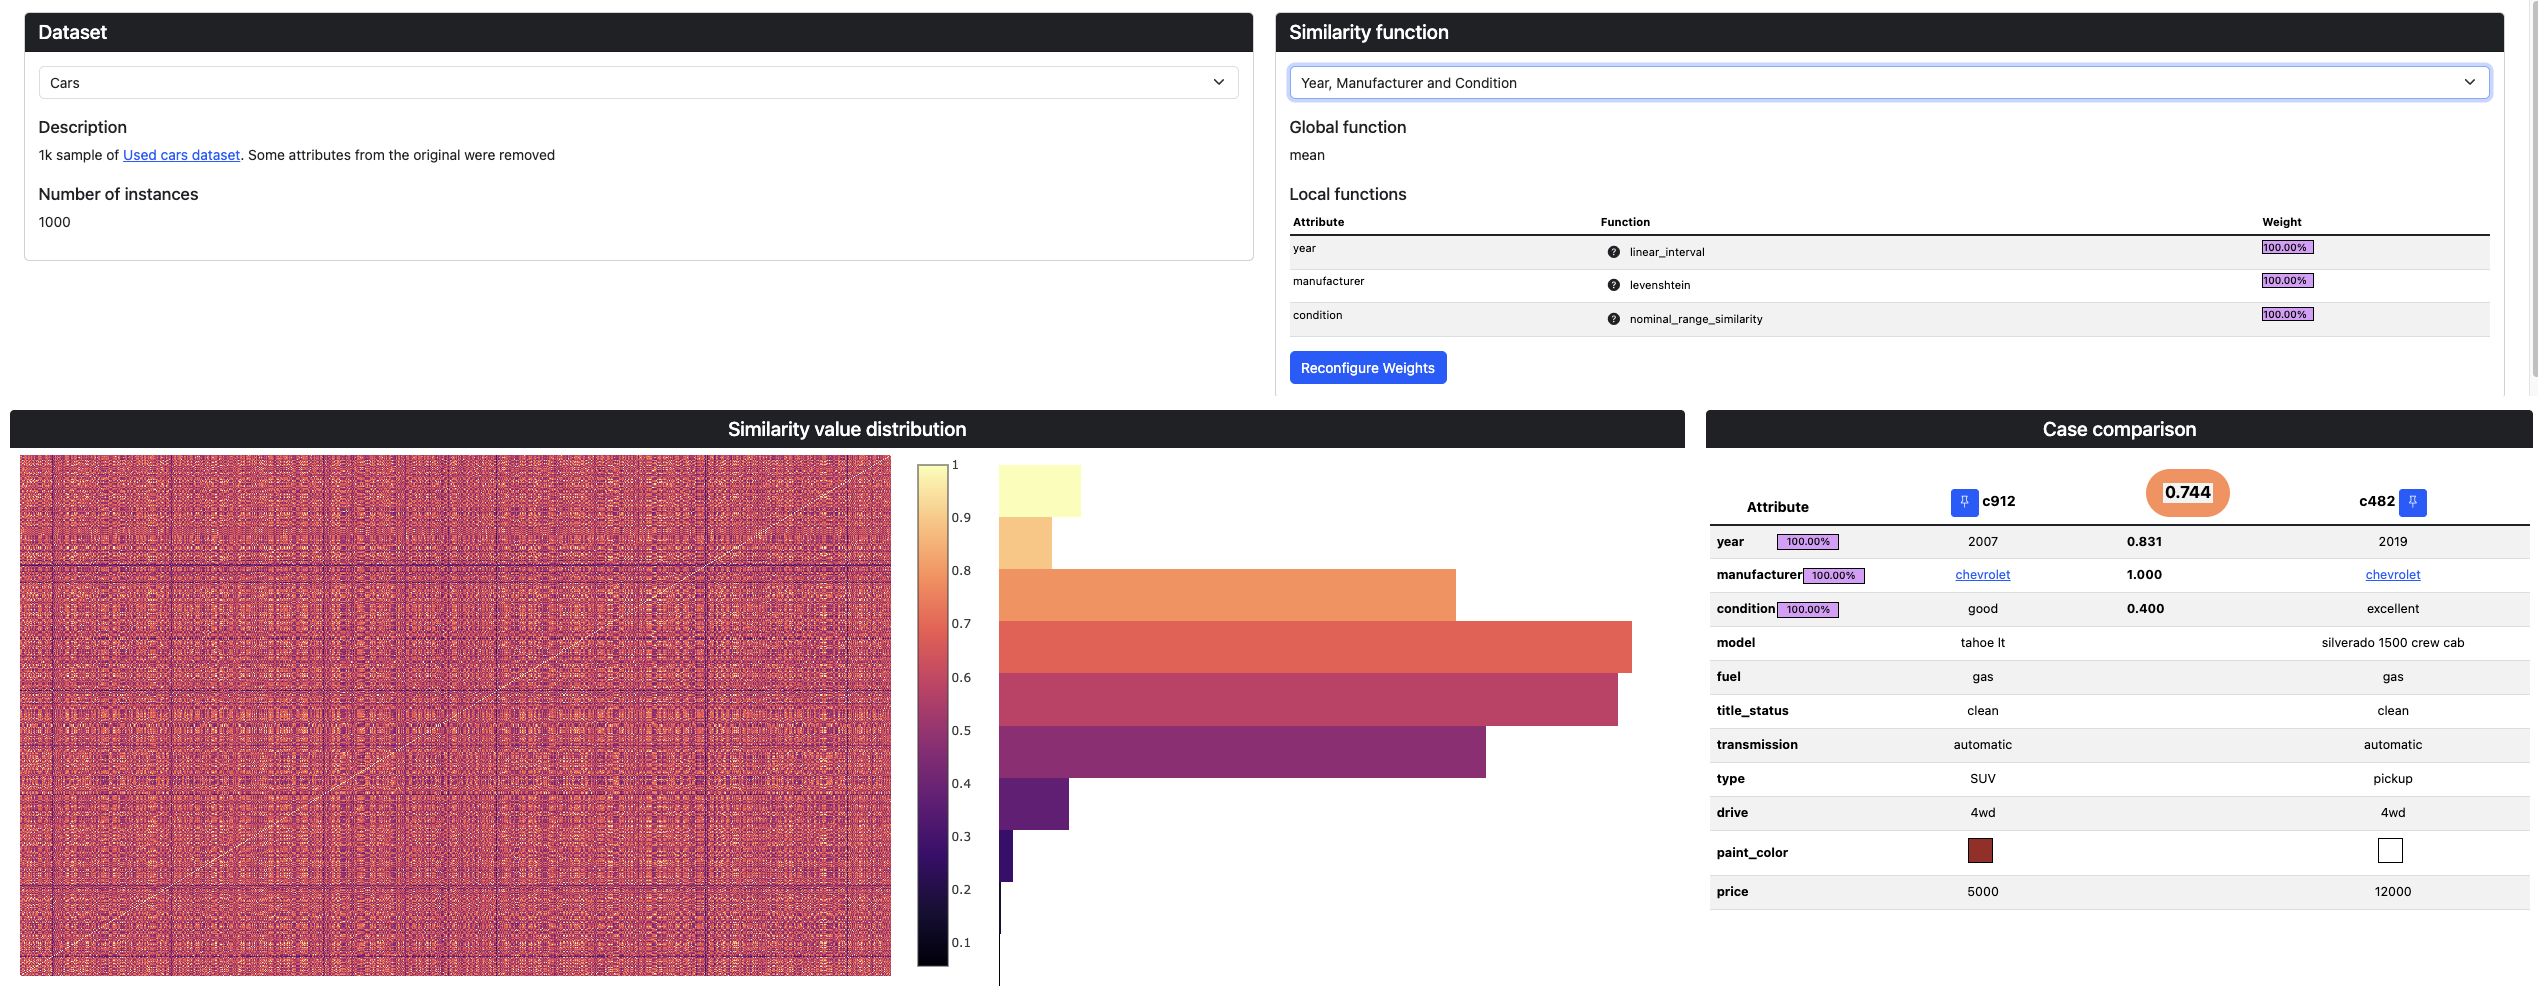 Dataset
Cars
Description
1k sample of Used cars dataset. Some attributes from the original were removed
Number of instances
1000
Similarity function
Year, Manufacturer and Condition
Global function
mean
Local functions
Attribute Function Weight
year ? linear_interval 100.00%
manufacturer ? levenshtein 100.00%
condition ? nominal_range_similarity 100.00%
Reconfigure Weights
Similarity value distribution
1
0.9
0.8
0.7
0.6
0.5
0.4
0.3
0.2
0.1
Case comparison
Attribute c912 0.744 c482
year 100.00% 2007 0.831 2019
manufacturer 100.00% chevrolet 1.000 chevrolet
condition 100.00% good 0.400 excellent
model tahoe lt silverado 1500 crew cab
fuel gas gas
title_status clean clean
transmission automatic automatic
type SUV pickup
drive 4wd 4wd
paint_color
price 5000 12000